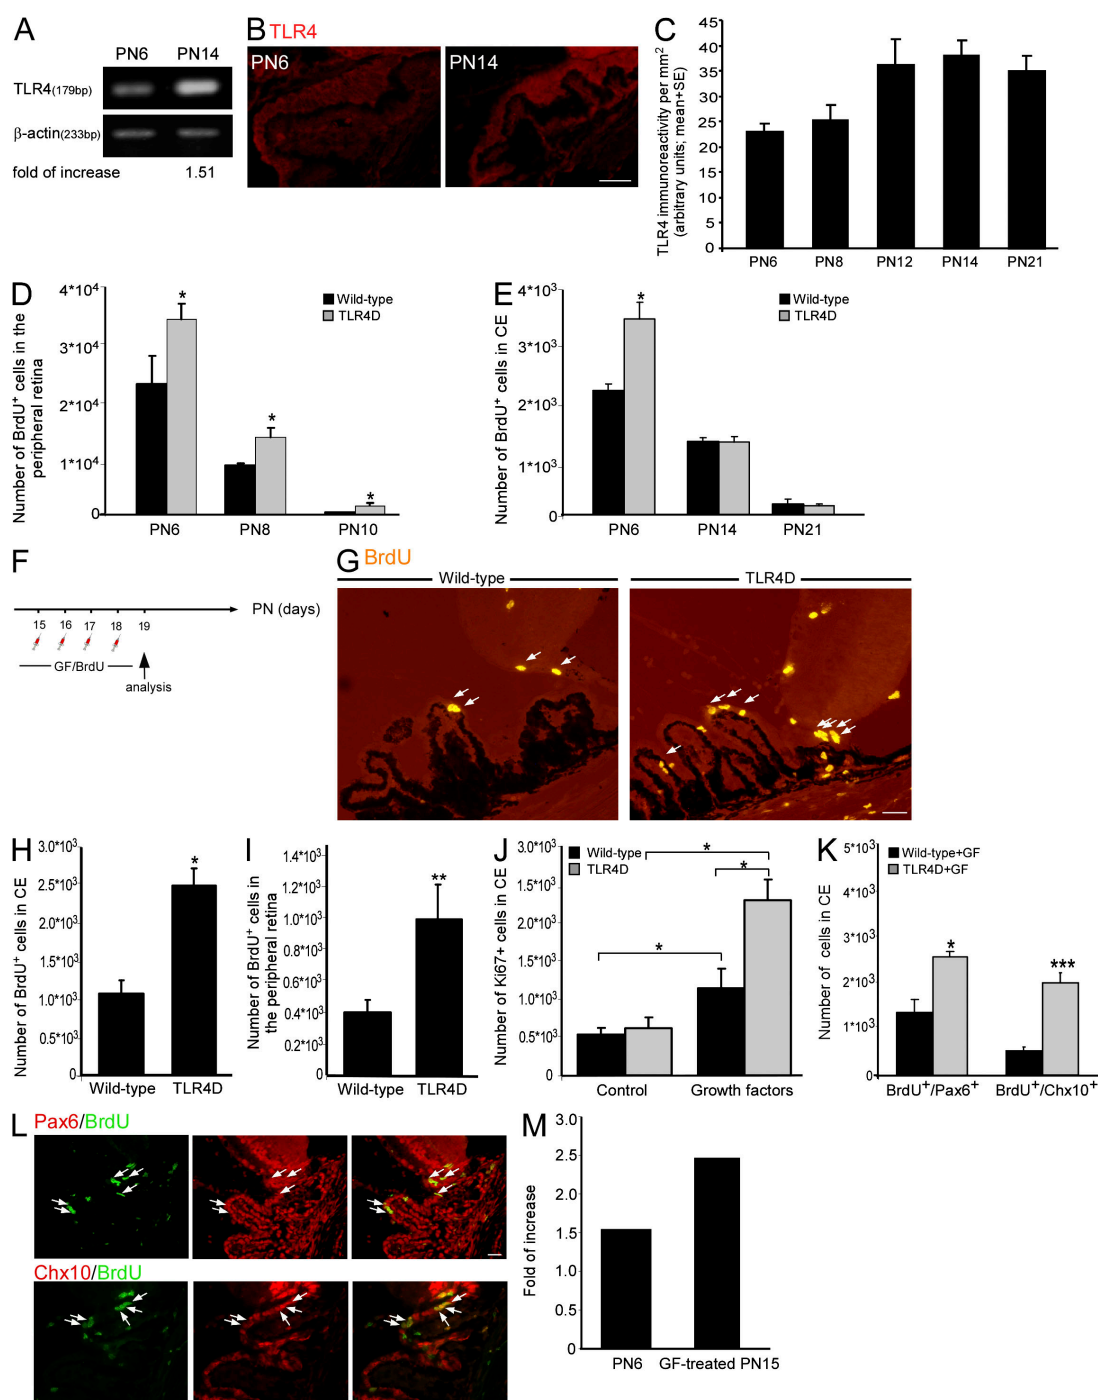 A
PN6 PN14
TLR4(179bp)
β-actin(233bp)
fold of increase 1.51
B TLR4
PN6
PN14
C
TLR4 immunoreactivity per mm²
(arbitrary units; mean+SE)
45
40
35
30
25
20
15
10
5
0
PN6 PN8 PN12 PN14 PN21
D
Number of BrdU⁺ cells in the
peripheral retina
4*10⁴
3*10⁴
2*10⁴
1*10⁴
0
Wild-type
TLR4D
*
*
*
PN6 PN8 PN10
E
Number of BrdU⁺ cells in CE
4*10³
3*10³
2*10³
1*10³
0
Wild-type
TLR4D
*
PN6 PN14 PN21
F
PN (days)
15 16 17 18 19
GF/BrdU
analysis
G BrdU
Wild-type TLR4D
H
Number of BrdU⁺ cells in CE
3.0*10³
2.5*10³
2.0*10³
1.5*10³
1.0*10³
0.5*10³
0
*
Wild-type TLR4D
I
Number of BrdU⁺ cells in
the peripheral retina
1.4*10³
1.2*10³
1.0*10³
0.8*10³
0.6*10³
0.4*10³
0.2*10³
0
**
Wild-type TLR4D
J
Number of Ki67+ cells in CE
3.0*10³
2.5*10³
2.0*10³
1.5*10³
1.0*10³
0.5*10³
0
Wild-type
TLR4D
*
*
*
Control Growth factors
K
Number of cells in CE
5*10³
4*10³
3*10³
2*10³
1*10³
0
Wild-type+GF
TLR4D+GF
*
***
BrdU⁺/Pax6⁺ BrdU⁺/Chx10⁺
L
Pax6/BrdU
Chx10/BrdU
M
Fold of increase
3.0
2.5
2.0
1.5
1.0
0.5
0
PN6 GF-treated PN15